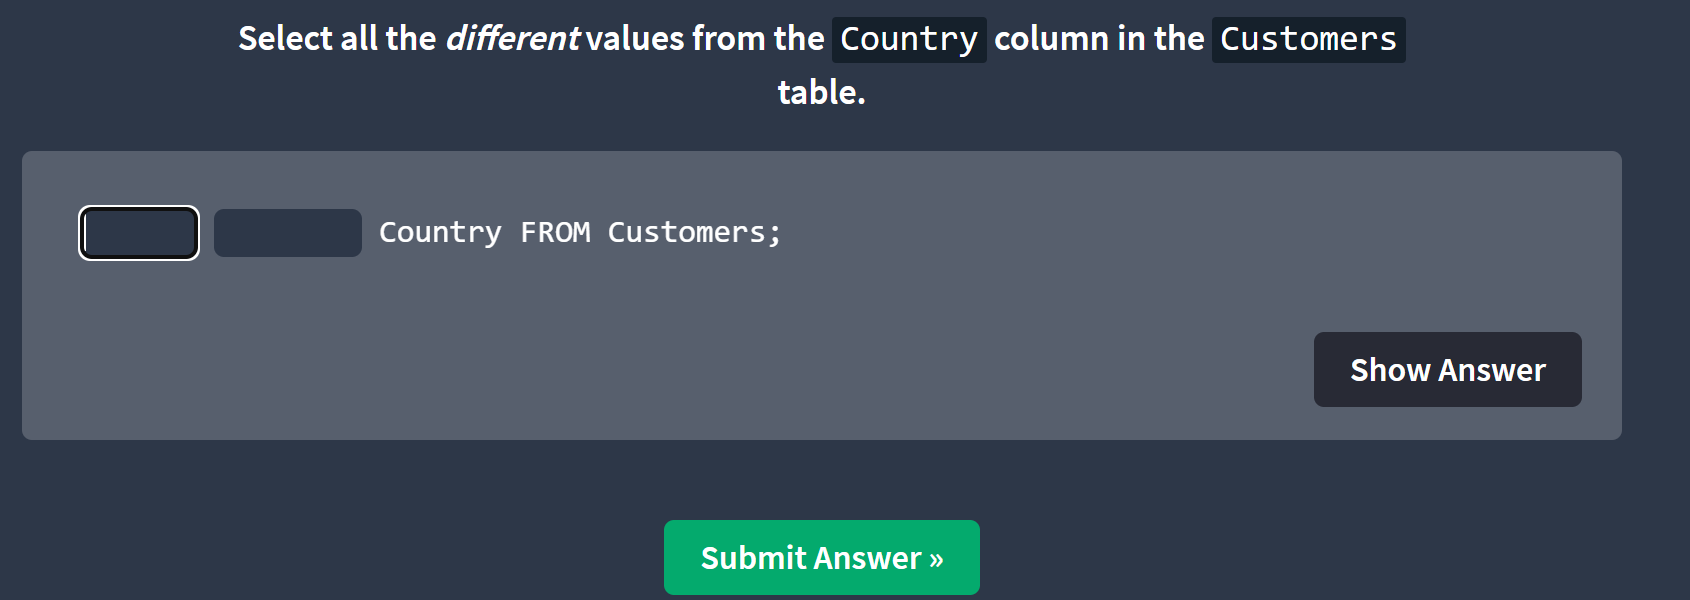 Select all the different values from the Country column in the Customers
table.
Country FROM Customers;
Show Answer
Submit Answer »